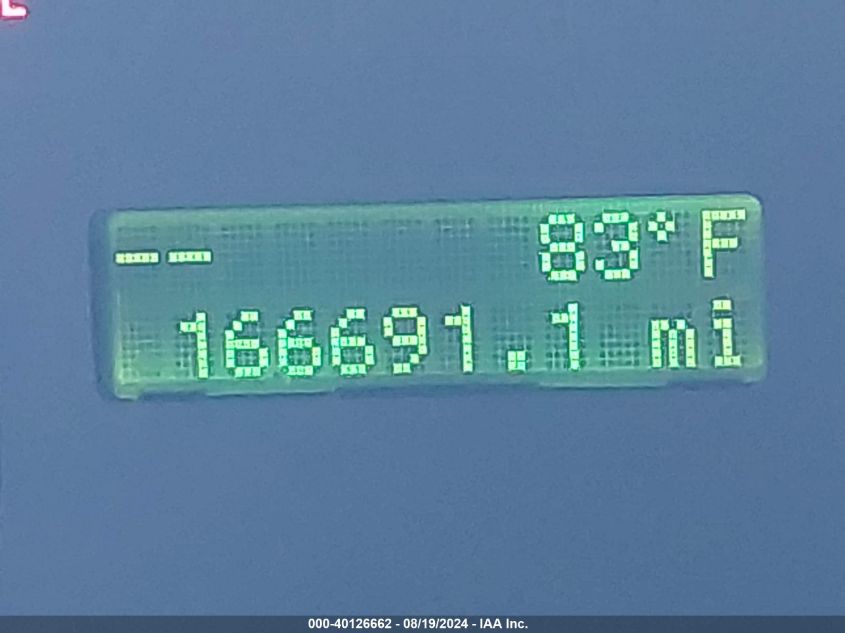 -- 83°F
166691.1 mi
000-40126662 - 08/19/2024 - IAA Inc.